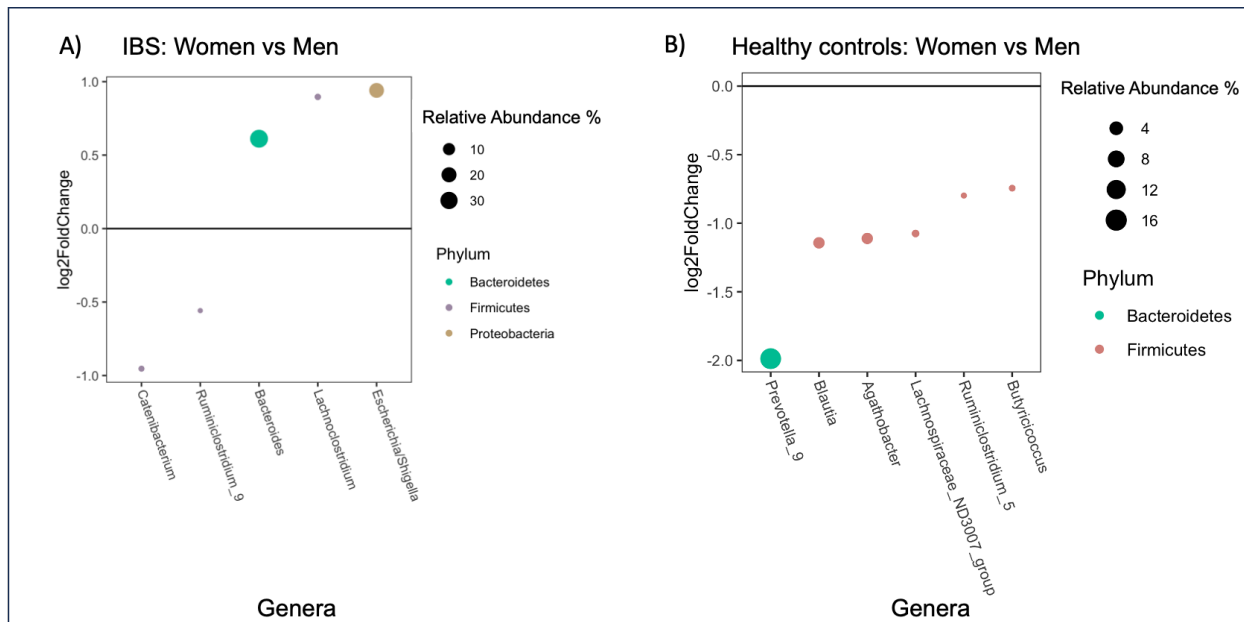 A) IBS: Women vs Men
1.0
0.5
0.0
-0.5
-1.0
log2FoldChange
Catenibacterium
Ruminiclostridium_9
Bacteroides
Lachnoclostridium
Escherichia/Shigella
Genera
Relative Abundance %
10
20
30
Phylum
Bacteroidetes
Firmicutes
Proteobacteria
B) Healthy controls: Women vs Men
0.0
-0.5
-1.0
-1.5
-2.0
log2FoldChange
Prevotella_9
Blautia
Agathobacter
Lachnospiraceae_ND3007_group
Ruminiclostridium_5
Butyricicoccus
Genera
Relative Abundance %
4
8
12
16
Phylum
Bacteroidetes
Firmicutes